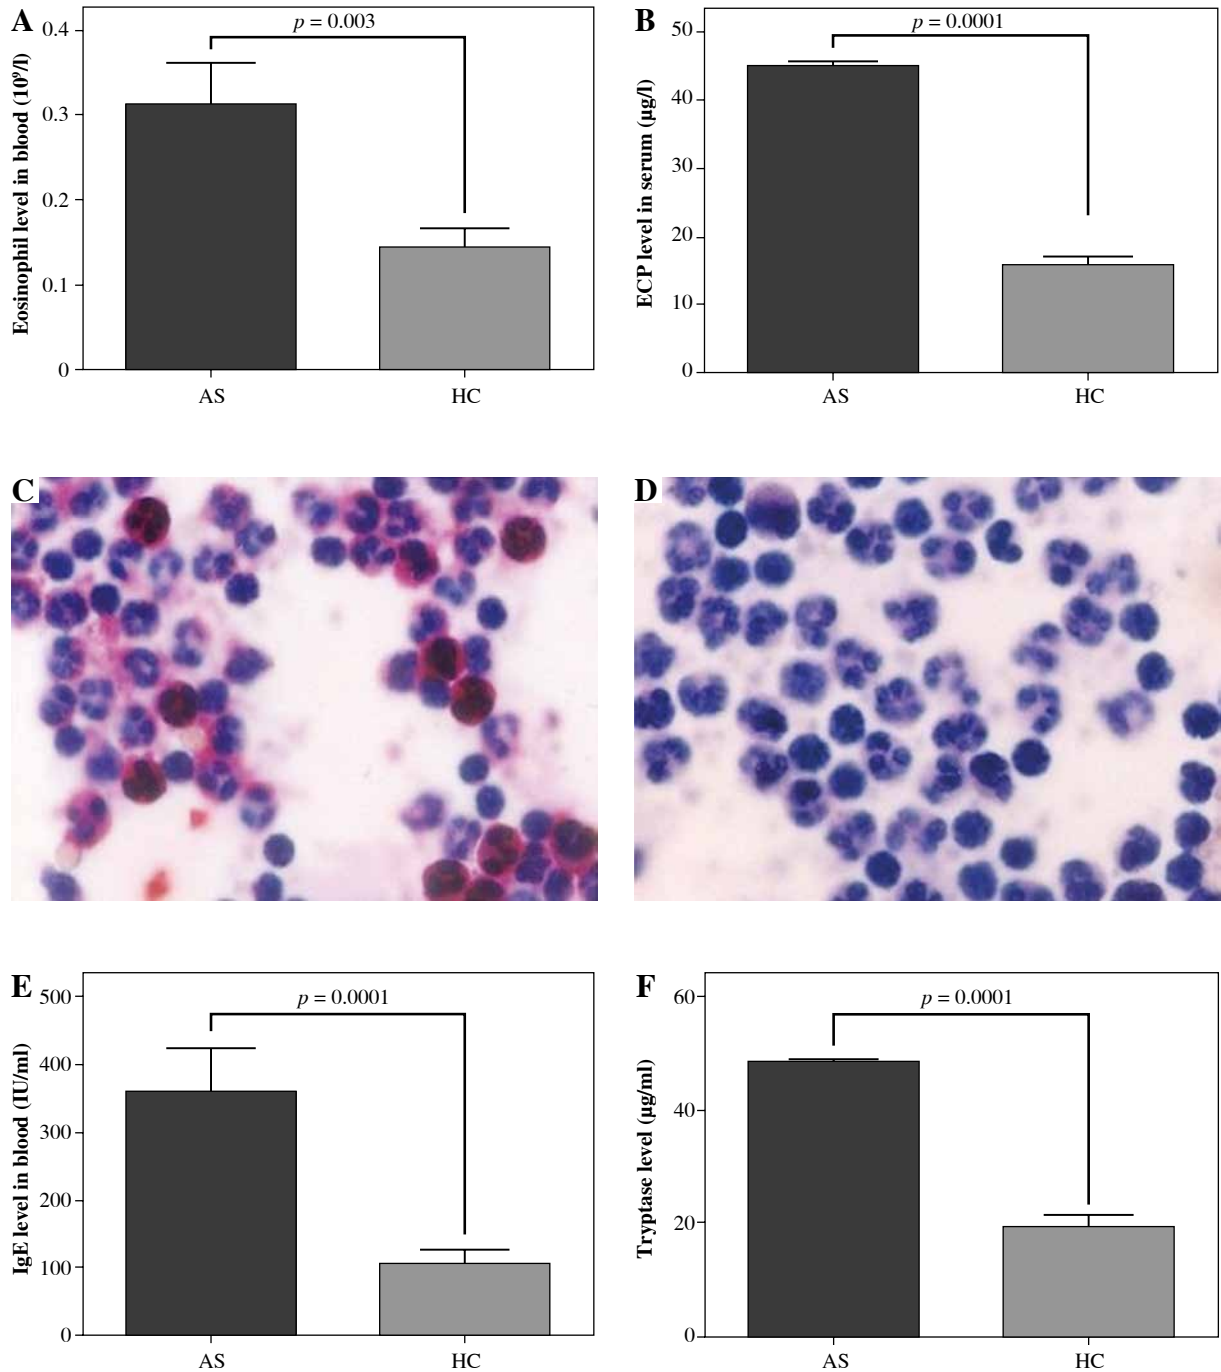 A
p = 0.003
Eosinophil level in blood (10⁹/l)
0.4
0.3
0.2
0.1
0
AS
HC
B
p = 0.0001
ECP level in serum (µg/l)
50
40
30
20
10
0
AS
HC
C
D
E
p = 0.0001
IgE level in blood (IU/ml)
500
400
300
200
100
0
AS
HC
F
p = 0.0001
Tryptase level (µg/ml)
60
40
20
0
AS
HC